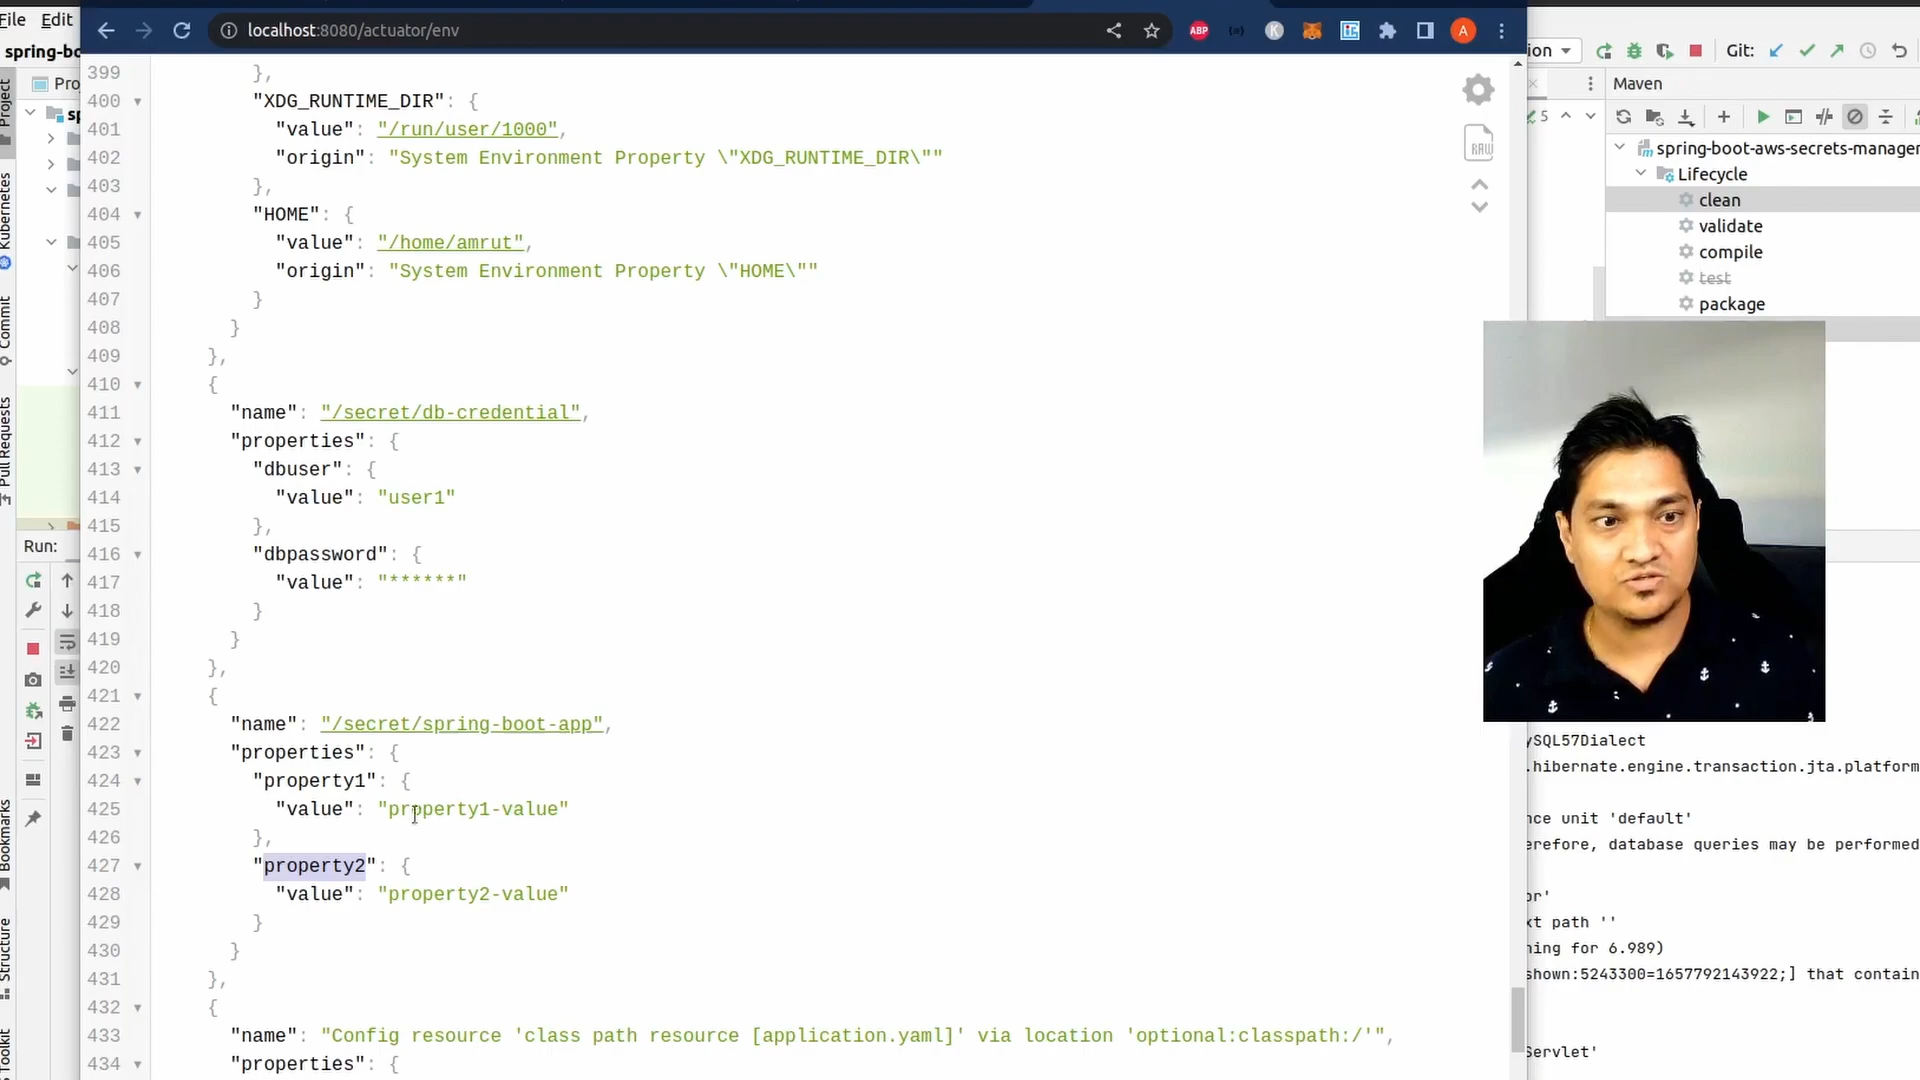 File Edit
localhost:8080/actuator/env
ABP
K
A
ion
Git:
spring-bo
Project
Kubernetes
Commit
Pull Requests
Bookmarks
Structure
Toolkit
Run:
399 },
400 "XDG_RUNTIME_DIR": {
401 "value": "/run/user/1000",
402 "origin": "System Environment Property \"XDG_RUNTIME_DIR\""
403 },
404 "HOME": {
405 "value": "/home/amrut",
406 "origin": "System Environment Property \"HOME\""
407 }
408 }
409 },
410 {
411 "name": "/secret/db-credential",
412 "properties": {
413 "dbuser": {
414 "value": "user1"
415 },
416 "dbpassword": {
417 "value": "******"
418 }
419 }
420 },
421 {
422 "name": "/secret/spring-boot-app",
423 "properties": {
424 "property1": {
425 "value": "property1-value"
426 },
427 "property2": {
428 "value": "property2-value"
429 }
430 }
431 },
432 {
433 "name": "Config resource 'class path resource [application.yaml]' via location 'optional:classpath:/'",
434 "properties": {
RAW
5
Maven
spring-boot-aws-secrets-manager
Lifecycle
clean
validate
compile
test
package
ySQL57Dialect
.hibernate.engine.transaction.jta.platform
nce unit 'default'
erefore, database queries may be performed
or'
xt path ''
ning for 6.989)
shown:5243300=1657792143922;] that contain
Servlet'